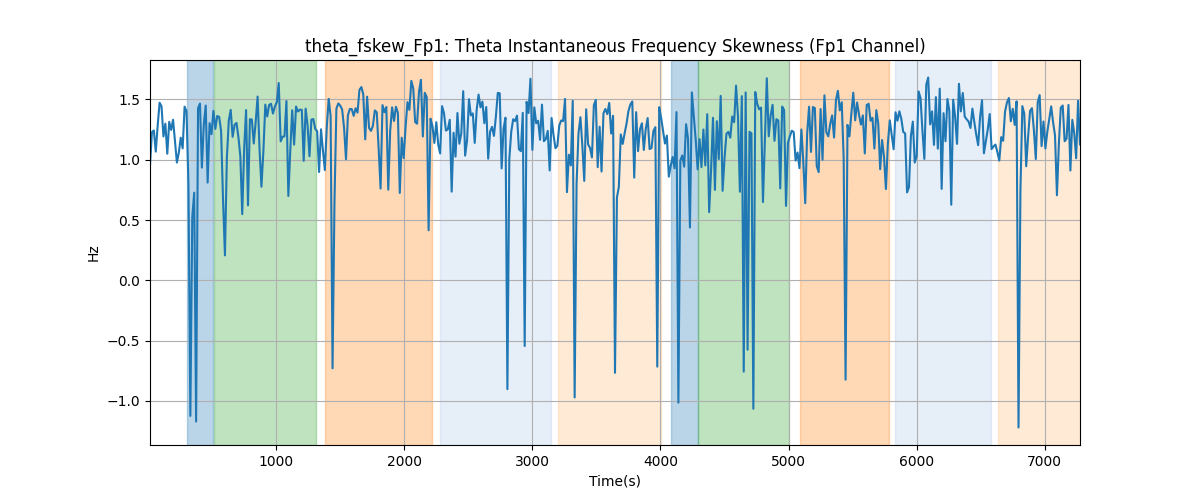 theta_fskew_Fp1: Theta Instantaneous Frequency Skewness (Fp1 Channel)
1.5
1.0
0.5
0.0
−0.5
−1.0
Hz
1000 2000 3000 4000 5000 6000 7000
Time(s)